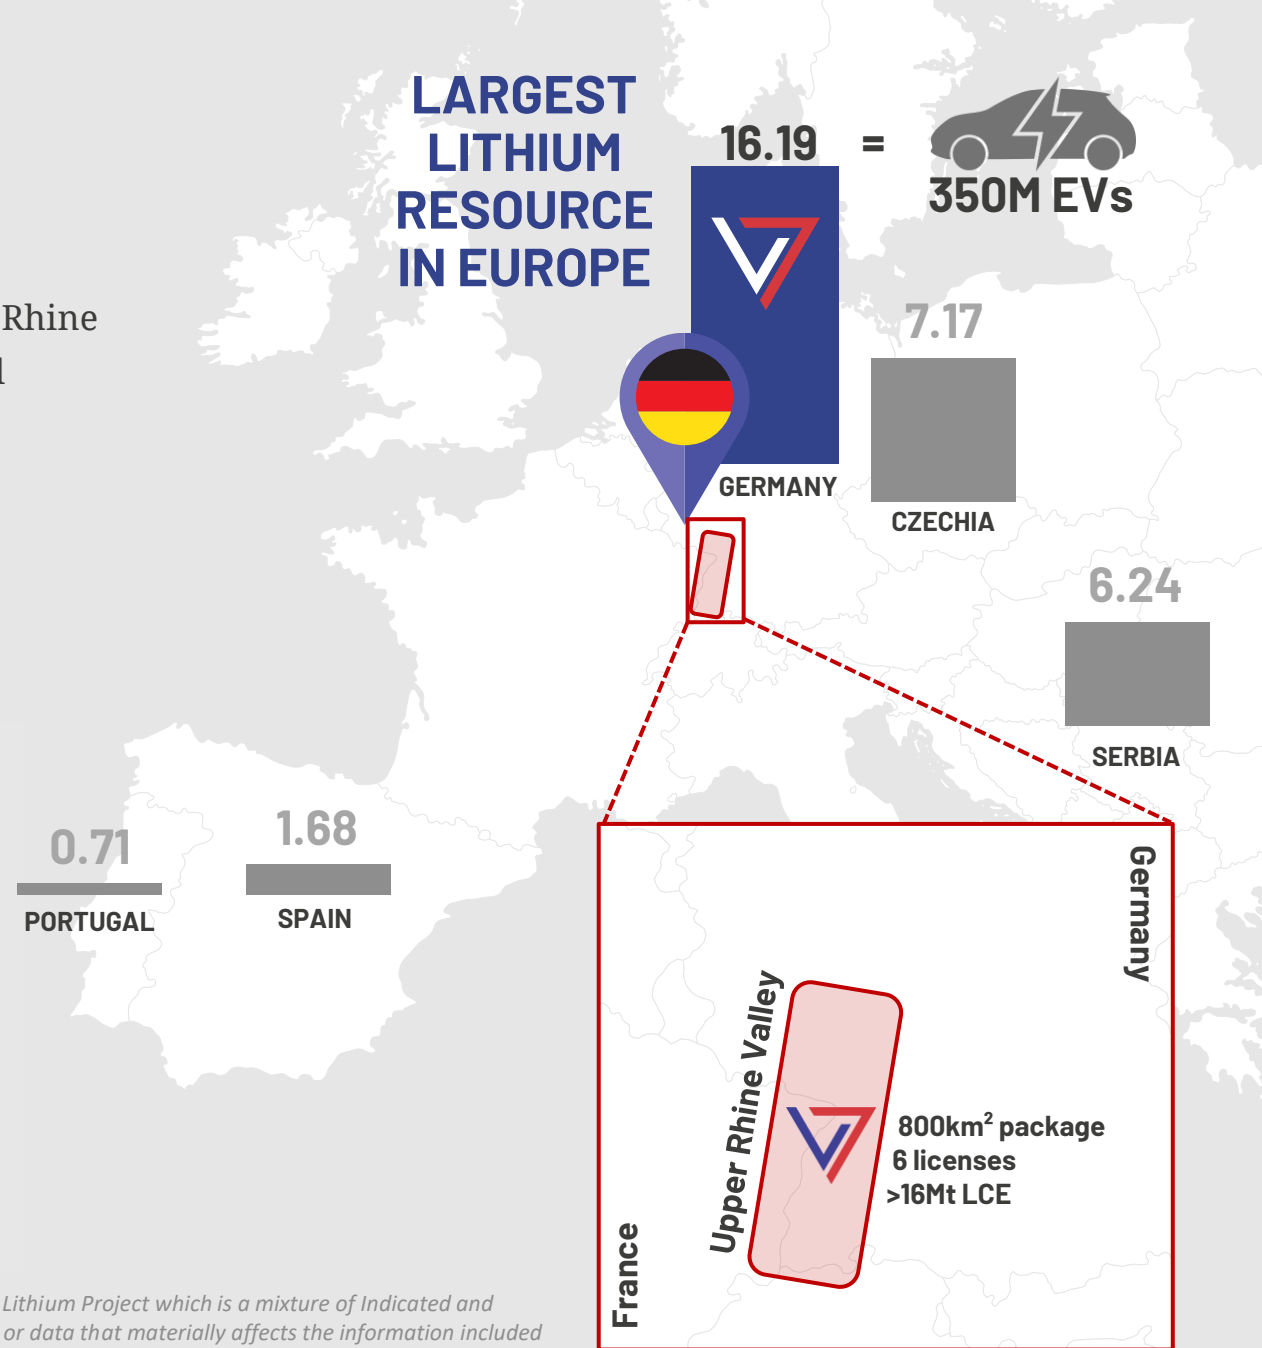 LARGEST
LITHIUM
RESOURCE
IN EUROPE
16.19 =
350M EVs
Rhine
7.17
GERMANY
CZECHIA
6.24
SERBIA
0.71
PORTUGAL
1.68
SPAIN
Germany
Upper Rhine Valley
800km² package
6 licenses
>16Mt LCE
France
Lithium Project which is a mixture of Indicated and
or data that materially affects the information included